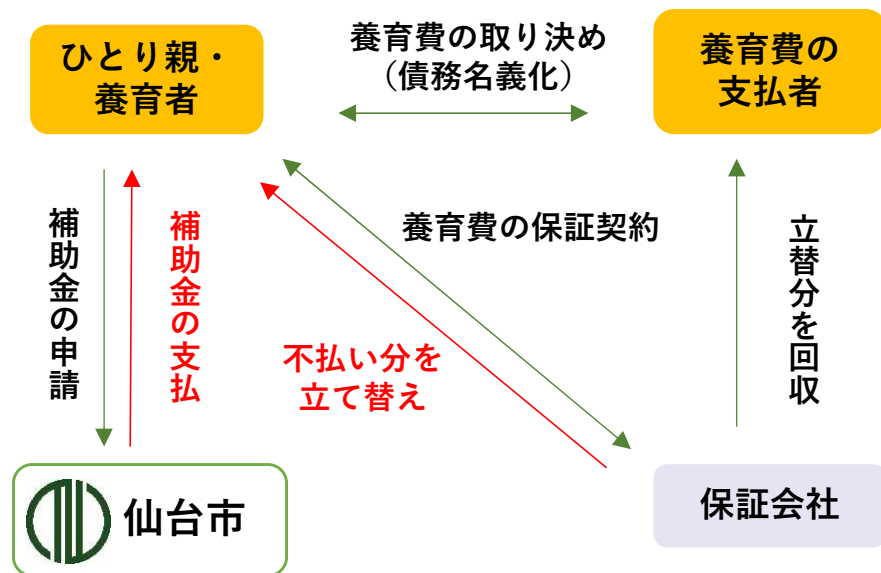 ひとり親・
養育者
養育費の取り決め
（債務名義化）
養育費の
支払者
補助金の申請
補助金の支払
養育費の保証契約
不払い分を
立て替え
立替分を回収
仙台市
保証会社